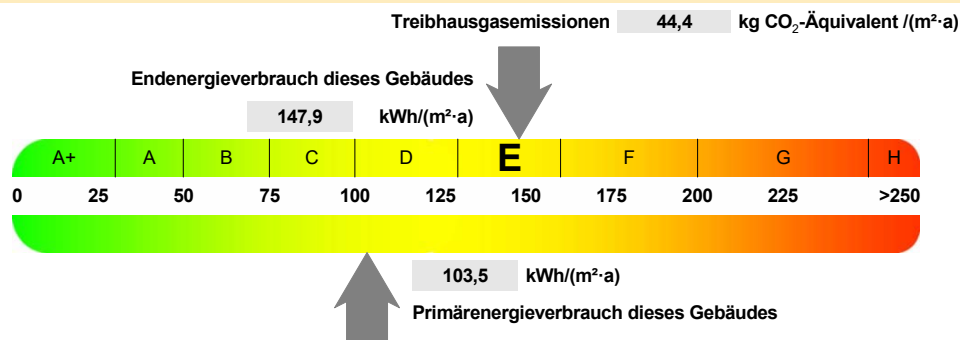 Treibhausgasemissionen 44,4 kg CO₂-Äquivalent /(m²·a)
Endenergieverbrauch dieses Gebäudes
147,9 kWh/(m²·a)
A+ A B C D E F G H
0 25 50 75 100 125 150 175 200 225 >250
103,5 kWh/(m²·a)
Primärenergieverbrauch dieses Gebäudes